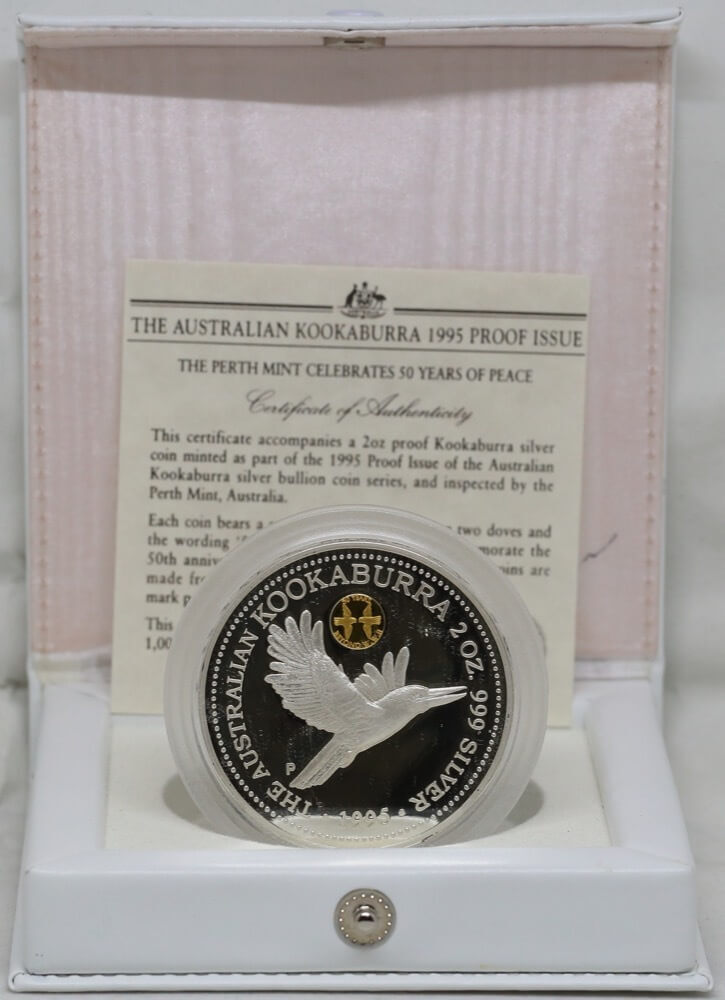 THE AUSTRALIAN KOOKABURRA 1995 PROOF ISSUE
THE PERTH MINT CELEBRATES 50 YEARS OF PEACE
Certificate of Authenticity
This certificate accompanies a 2oz proof Kookaburra silver
coin minted as part of the 1995 Proof Issue of the Australian
Kookaburra silver bullion coin series, and inspected by the
Perth Mint, Australia.
Each coin bears a two doves and
the wording
50th are
made
mark
This
THE AUSTRALIAN KOOKABURRA 2 OZ. 999 SILVER
P
· 1995 ·